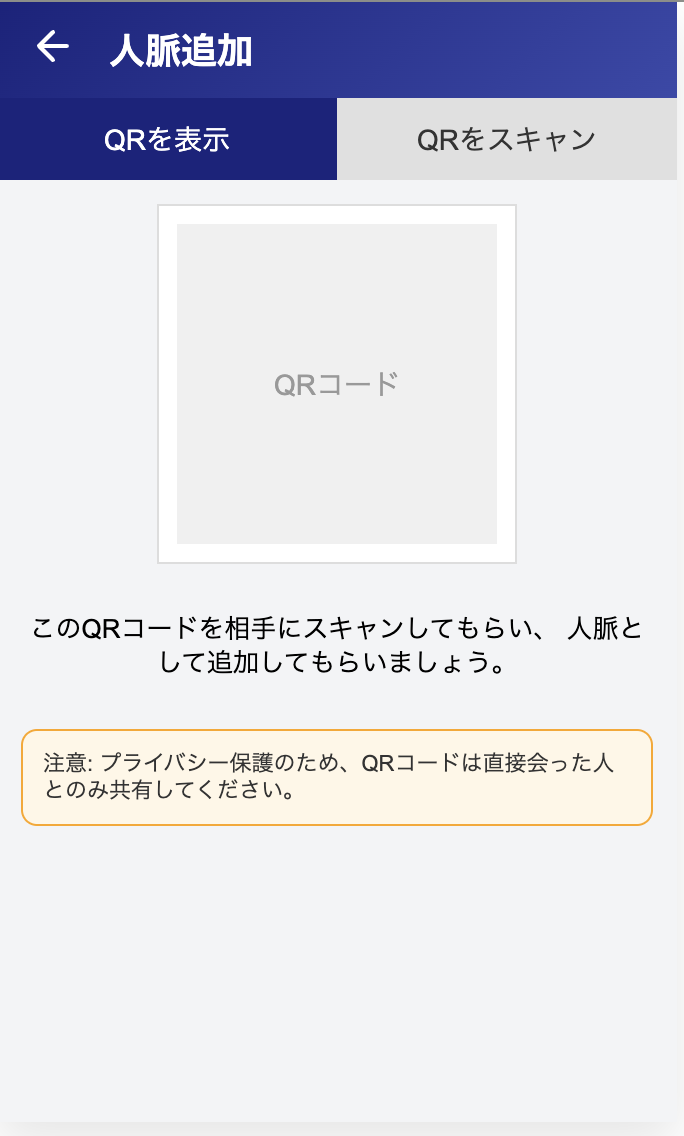 人脈追加
QRを表示
QRをスキャン
QRコード
このQRコードを相手にスキャンしてもらい、 人脈と
して追加してもらいましょう。
注意: プライバシー保護のため、QRコードは直接会った人
とのみ共有してください。